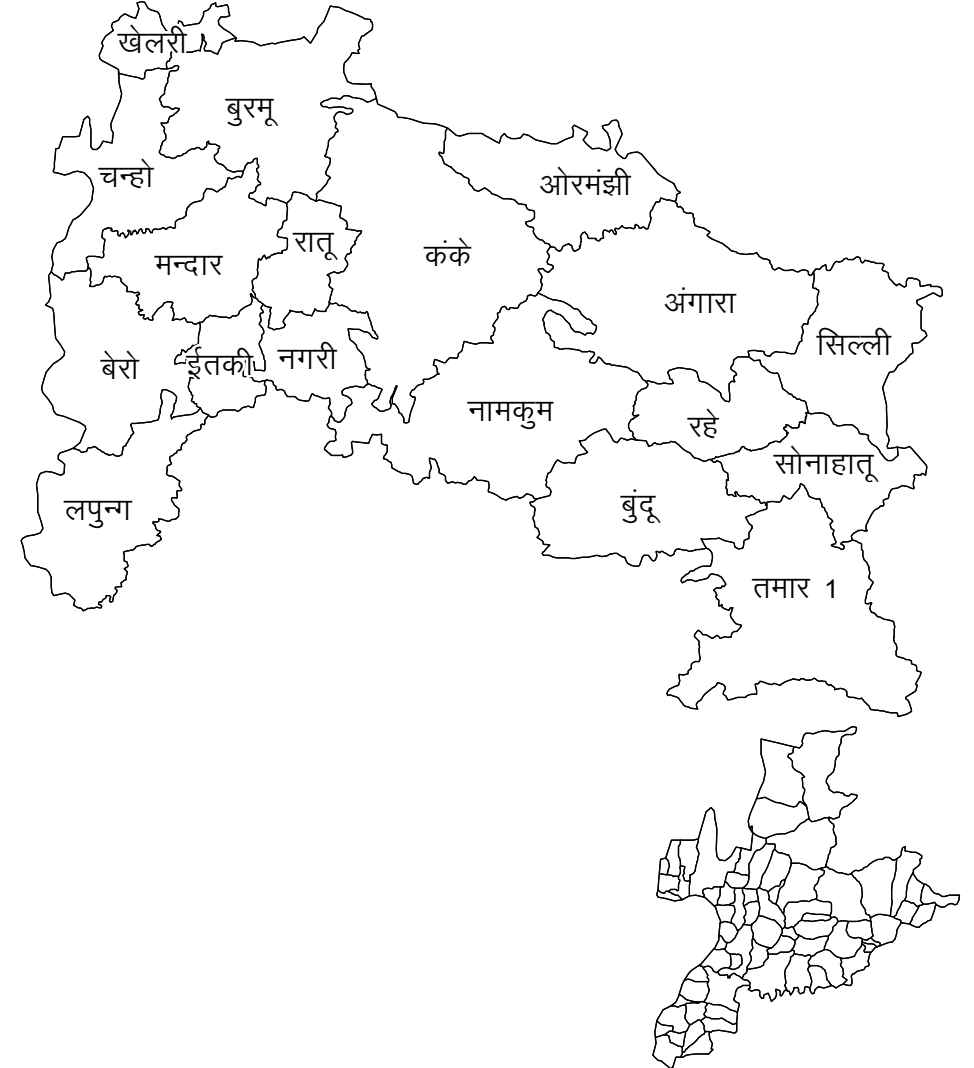 खेलरी
बुरमू
चन्हो
ओरमंझी
रातू
कंके
मन्दार
अंगारा
सिल्ली
बेरो
ईतकी
नगरी
नामकुम
रहे
सोनाहातू
लपुन्ग
बुंदू
तमार 1